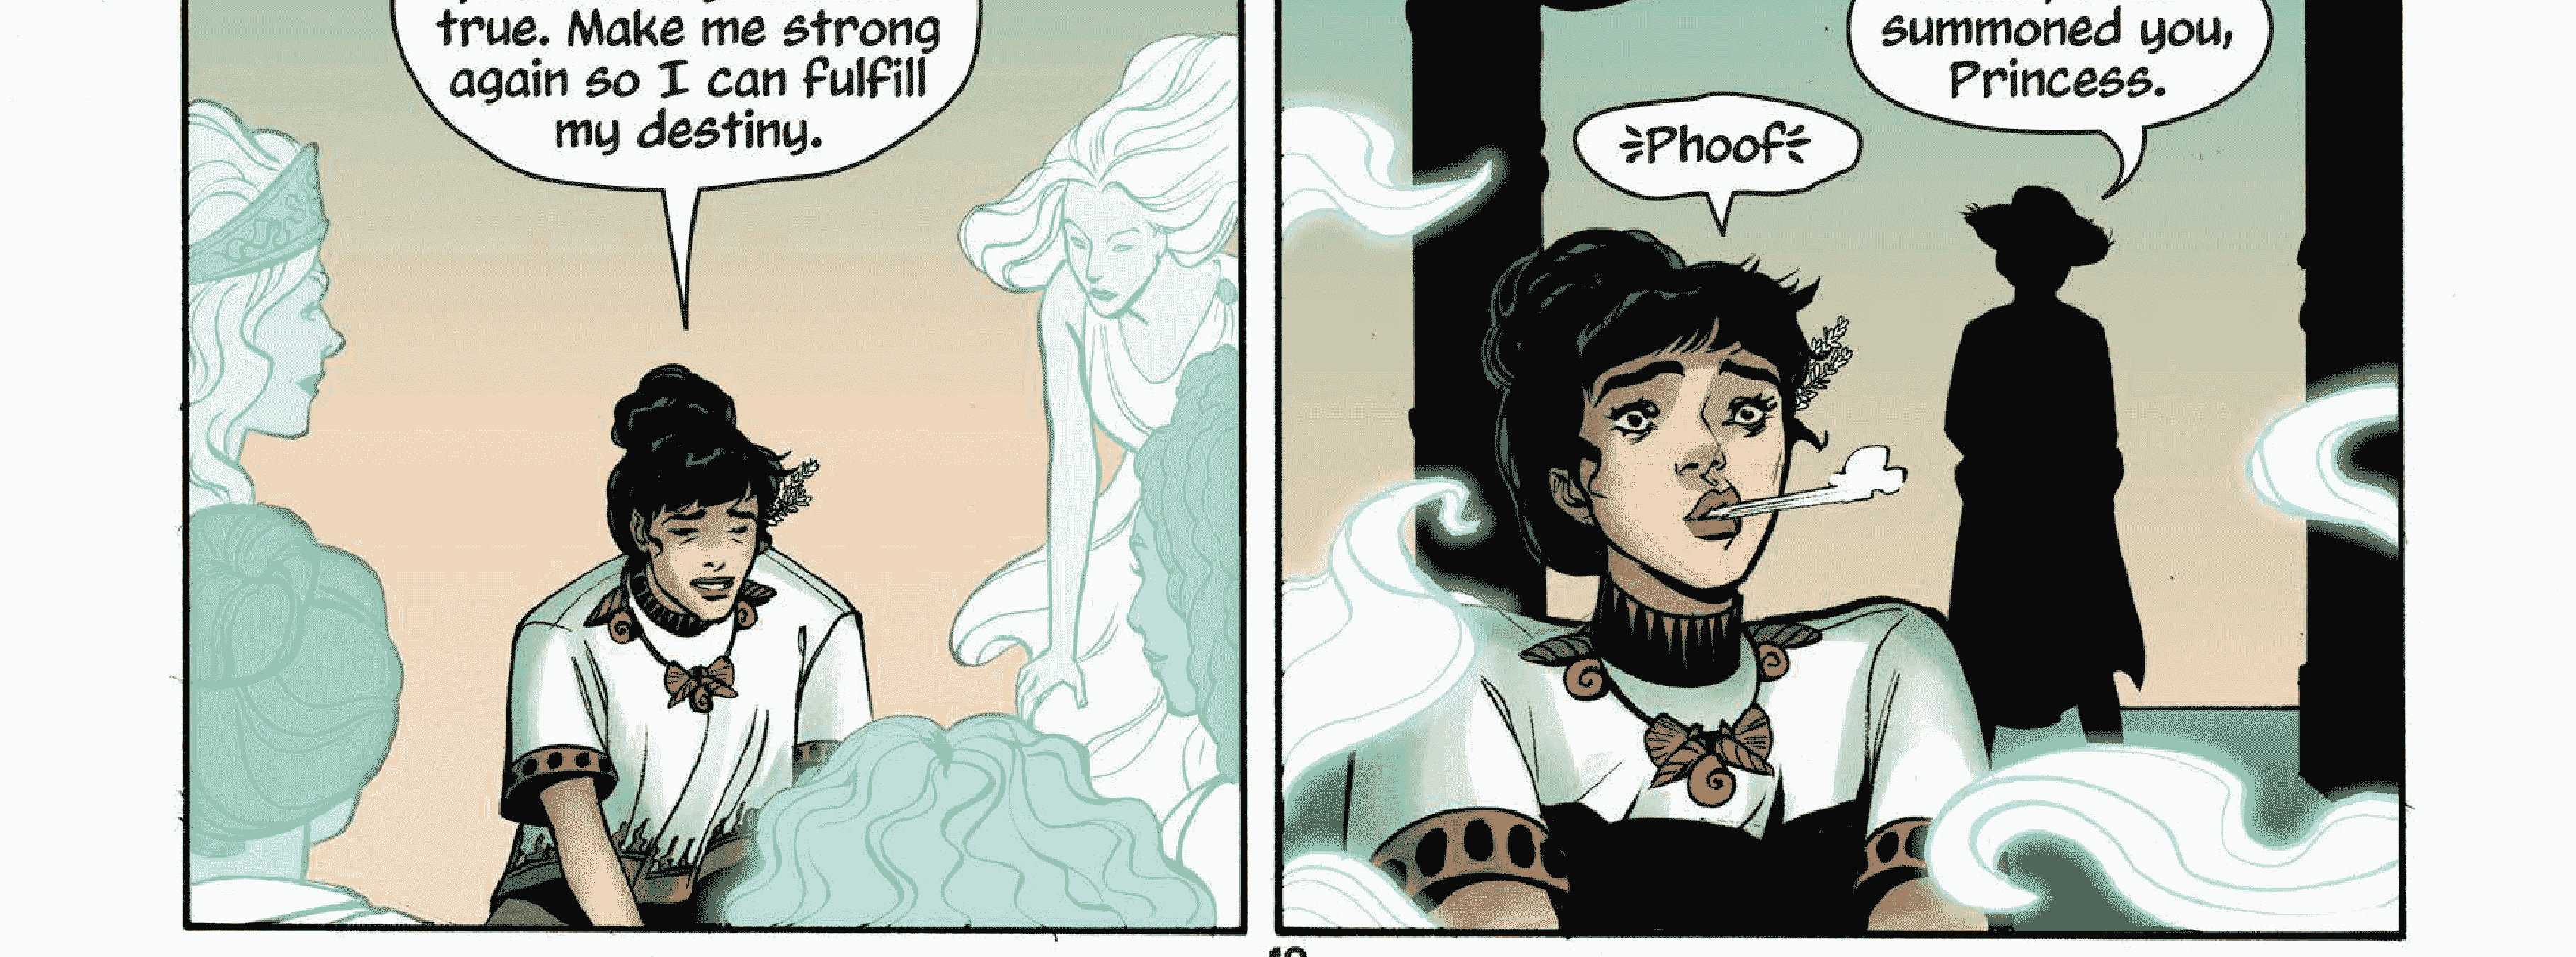 true. Make me strong
again so I can fulfill
my destiny.
Phoof
summoned you,
Princess.